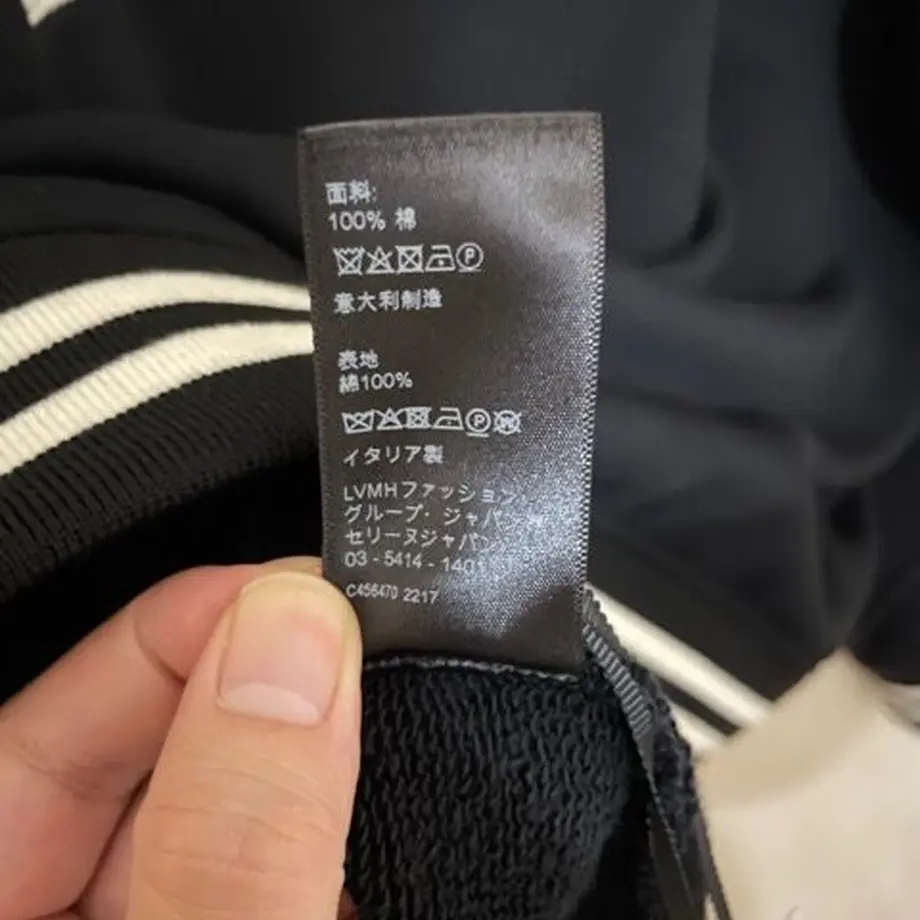 面料:
100% 棉
意大利制造
表地
綿100%
イタリア製
LVMHファッション
グループ・ジャパン
セリーヌジャパン
03 - 5414 - 1401
C456470 2217